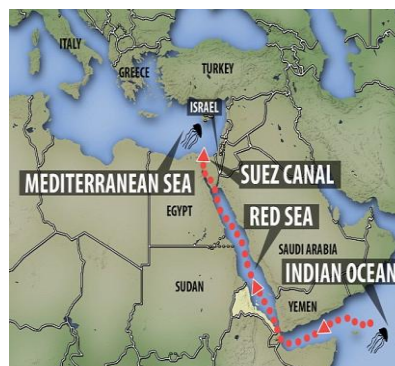 ITALY
GREECE
TURKEY
ISRAEL
MEDITERRANEAN SEA
SUEZ CANAL
EGYPT
RED SEA
SAUDI ARABIA
INDIAN OCEAN
SUDAN
YEMEN